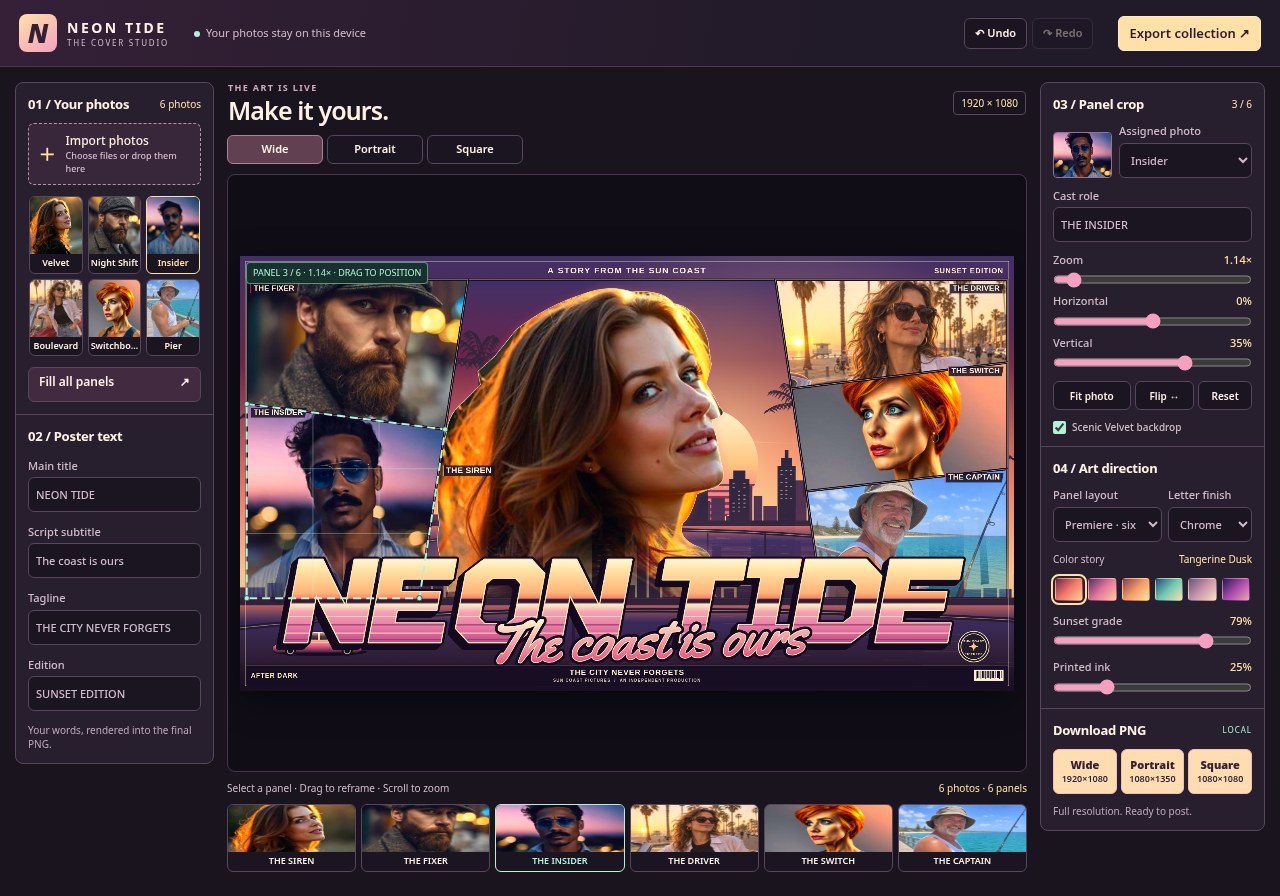 N NEON TIDE
THE COVER STUDIO
Your photos stay on this device
↶ Undo
↷ Redo
Export collection ↗
01 / Your photos
6 photos
+
Import photos
Choose files or drop them
here
Velvet
Night Shift
Insider
Boulevard
Switchbo…
Pier
Fill all panels ↗
02 / Poster text
Main title
NEON TIDE
Script subtitle
The coast is ours
Tagline
THE CITY NEVER FORGETS
Edition
SUNSET EDITION
Your words, rendered into the final
PNG.
THE ART IS LIVE
Make it yours.
1920 × 1080
Wide
Portrait
Square
PANEL 3 / 6 · 1.14× · DRAG TO POSITION
A STORY FROM THE SUN COAST
SUNSET EDITION
THE FIXER
THE DRIVER
THE SWITCH
THE INSIDER
THE SIREN
THE CAPTAIN
NEON TIDE
The coast is ours
AFTER DARK
THE CITY NEVER FORGETS
SUN COAST PICTURES / AN INDEPENDENT PRODUCTION
Select a panel · Drag to reframe · Scroll to zoom
6 photos · 6 panels
THE SIREN
THE FIXER
THE INSIDER
THE DRIVER
THE SWITCH
THE CAPTAIN
03 / Panel crop
3 / 6
Assigned photo
Insider
Cast role
THE INSIDER
Zoom 1.14×
Horizontal 0%
Vertical 35%
Fit photo
Flip ↔
Reset
Scenic Velvet backdrop
04 / Art direction
Panel layout
Letter finish
Premiere · six
Chrome
Color story
Tangerine Dusk
Sunset grade 79%
Printed ink 25%
Download PNG
LOCAL
Wide
1920×1080
Portrait
1080×1350
Square
1080×1080
Full resolution. Ready to post.